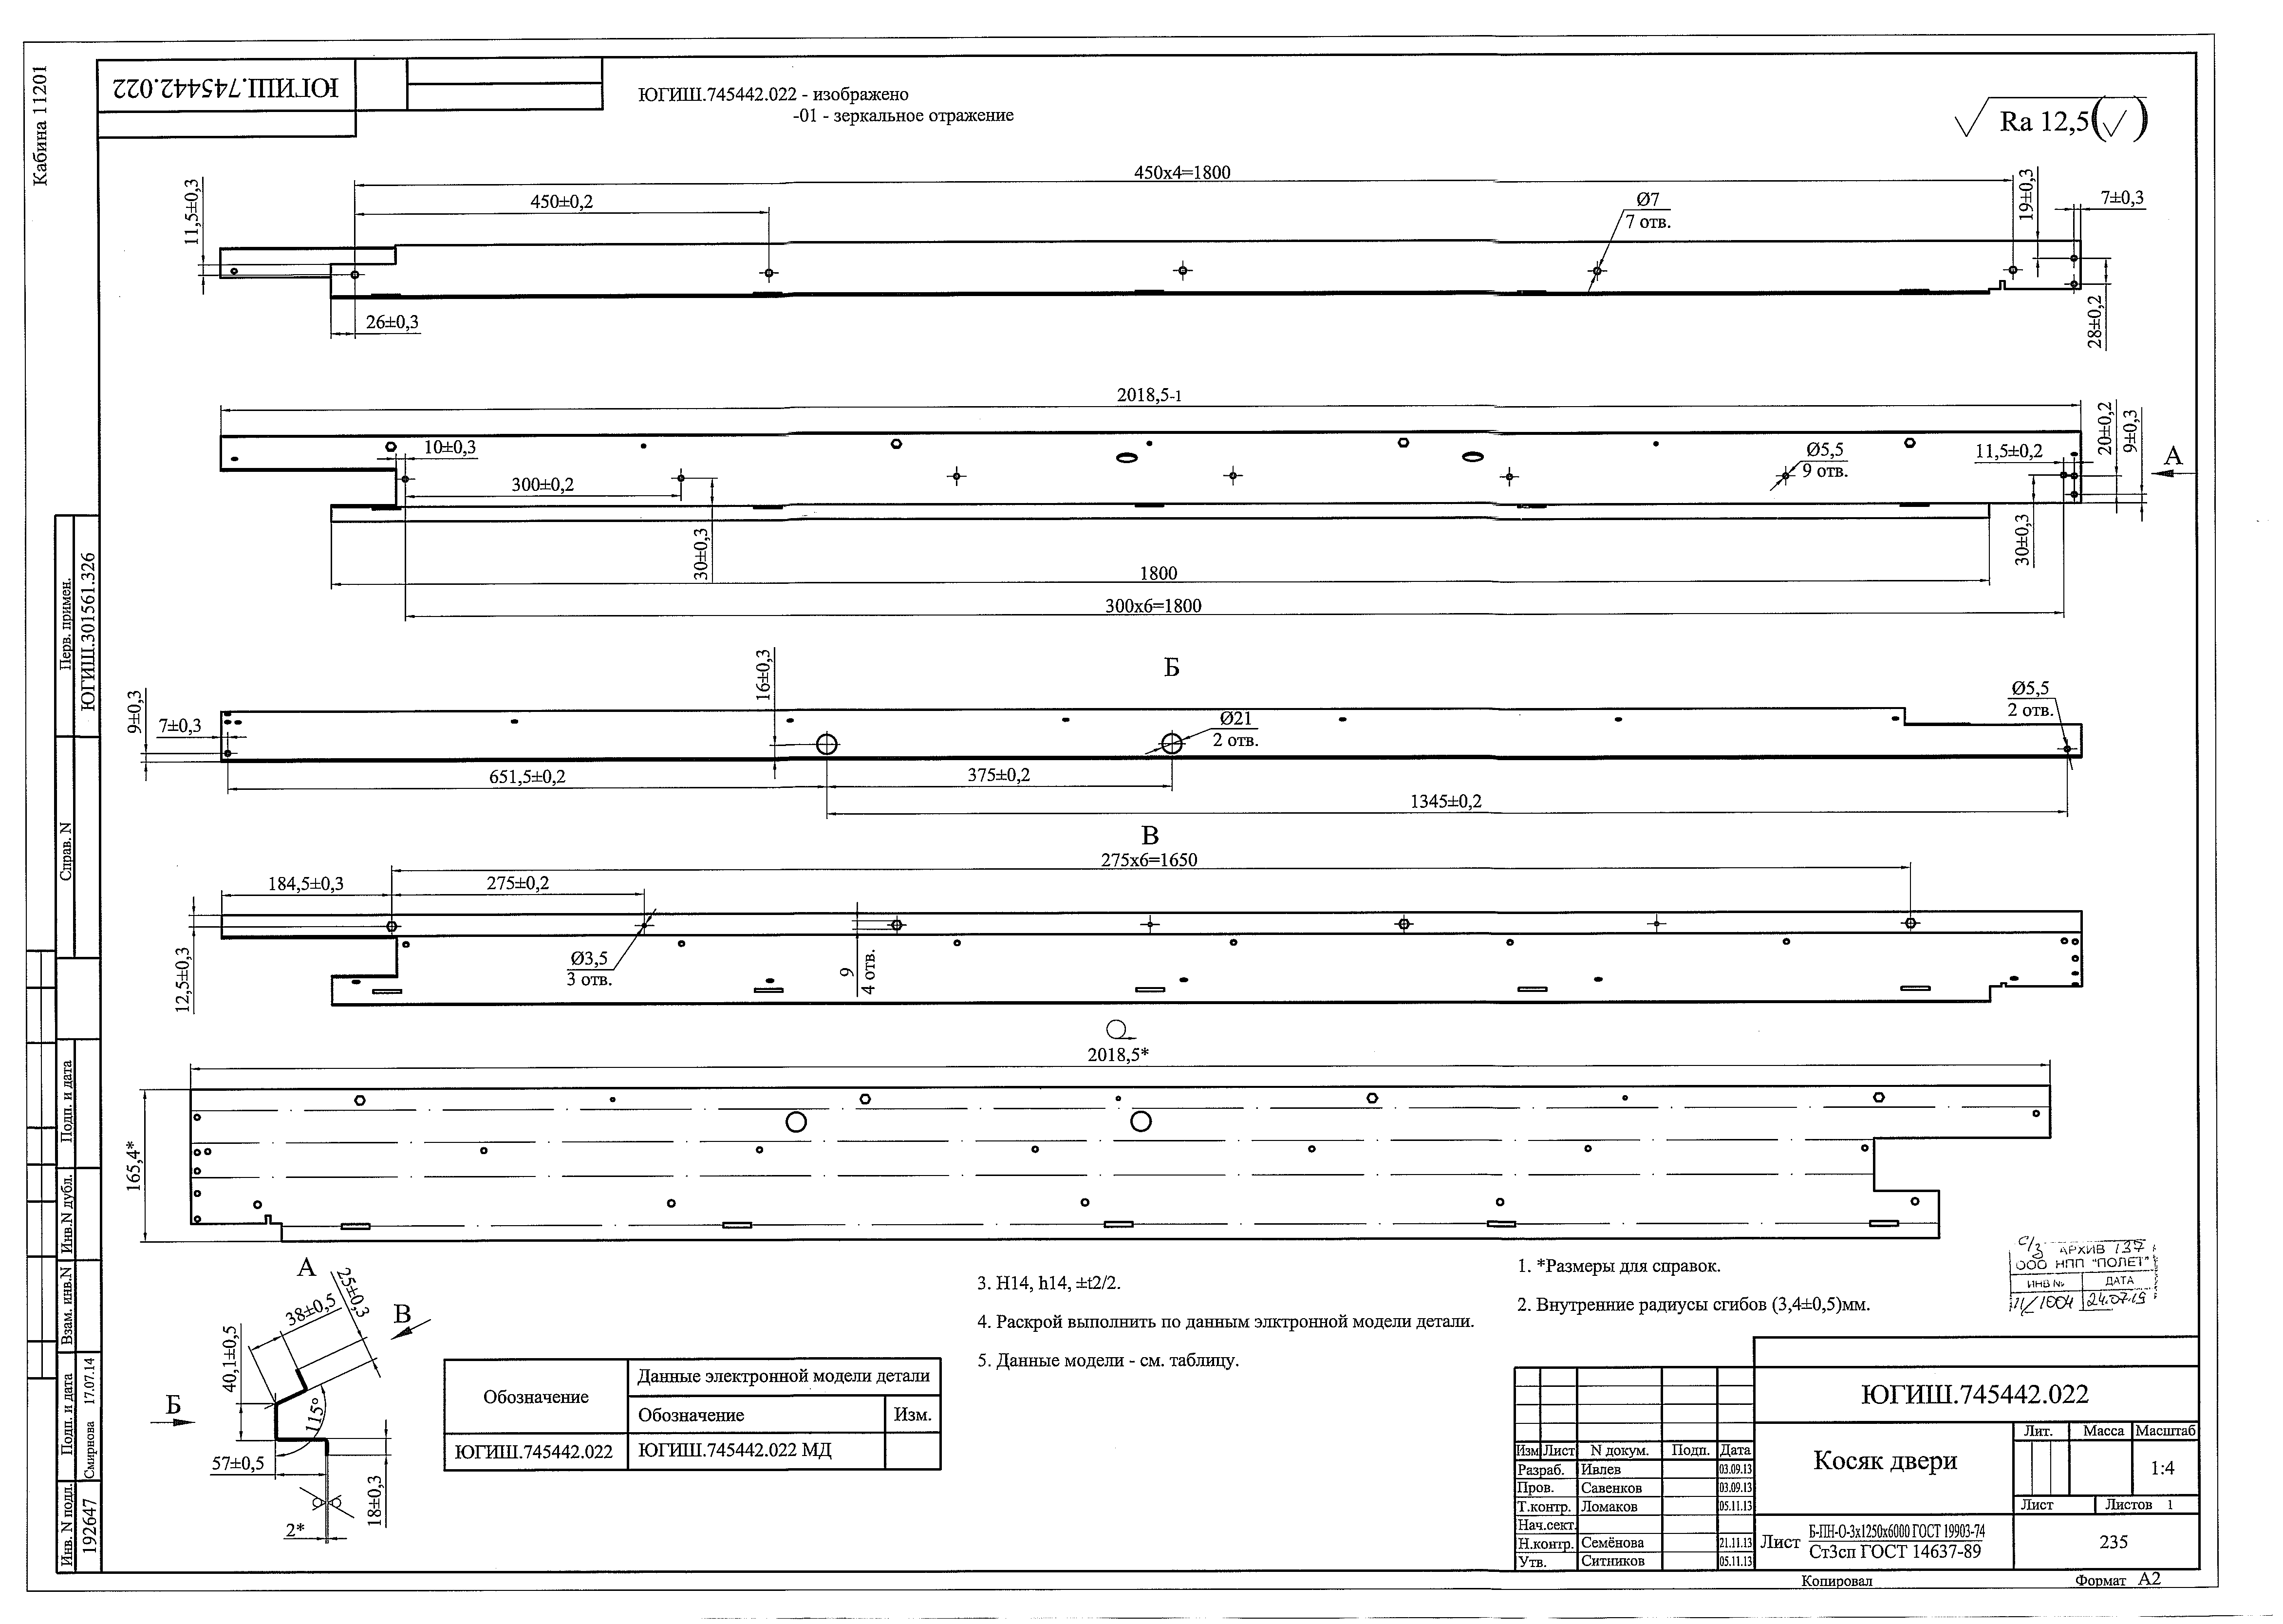 Кабина 11201
ЮГИШ.745442.022
ЮГИШ.745442.022 - изображено
-01 - зеркальное отражение
Ra 12,5
450х4=1800
450±0,2
11,5±0,3
Ø7
7 отв.
19±0,3
7±0,3
26±0,3
28±0,2
2018,5-1
10±0,3
300±0,2
30±0,3
Ø5,5
9 отв.
11,5±0,2
20±0,2
9±0,3
А
30±0,3
1800
300х6=1800
Б
9±0,3
7±0,3
16±0,3
Ø21
2 отв.
Ø5,5
2 отв.
651,5±0,2
375±0,2
1345±0,2
В
275х6=1650
184,5±0,3
275±0,2
12,5±0,3
Ø3,5
3 отв.
9
4 отв.
2018,5*
165,4*
А
25±0,3
38±0,5
В
40,1±0,5
Б
115°
57±0,5
18±0,3
2*
3. H14, h14, ±t2/2.
4. Раскрой выполнить по данным элктронной модели детали.
5. Данные модели - см. таблицу.
1. *Размеры для справок.
2. Внутренние радиусы сгибов (3,4±0,5)мм.
с/з АРХИВ 137
ООО НПП "ПОЛЕТ"
ИНВ № ДАТА
11/1004 24.07.19
Обозначение
Данные электронной модели детали
Обозначение Изм.
ЮГИШ.745442.022 ЮГИШ.745442.022 МД
ЮГИШ.745442.022
Косяк двери
Лит. Масса Масштаб
1:4
Лист Листов 1
Изм Лист N докум. Подп. Дата
Разраб. Ивлев 03.09.13
Пров. Савенков 03.09.13
Т.контр. Ломаков 05.11.13
Нач.сект.
Н.контр. Семёнова 21.11.13
Утв. Ситников 05.11.13
Лист Б-ПН-О-3х1250х6000 ГОСТ 19903-74
Ст3сп ГОСТ 14637-89
235
Копировал
Формат А2
Перв. примен.
ЮГИШ.301561.326
Справ. N
Подп. и дата
Инв.N дубл.
Взам. инв.N
Подп. и дата
Смирнова 17.07.14
Инв. N подл.
192647